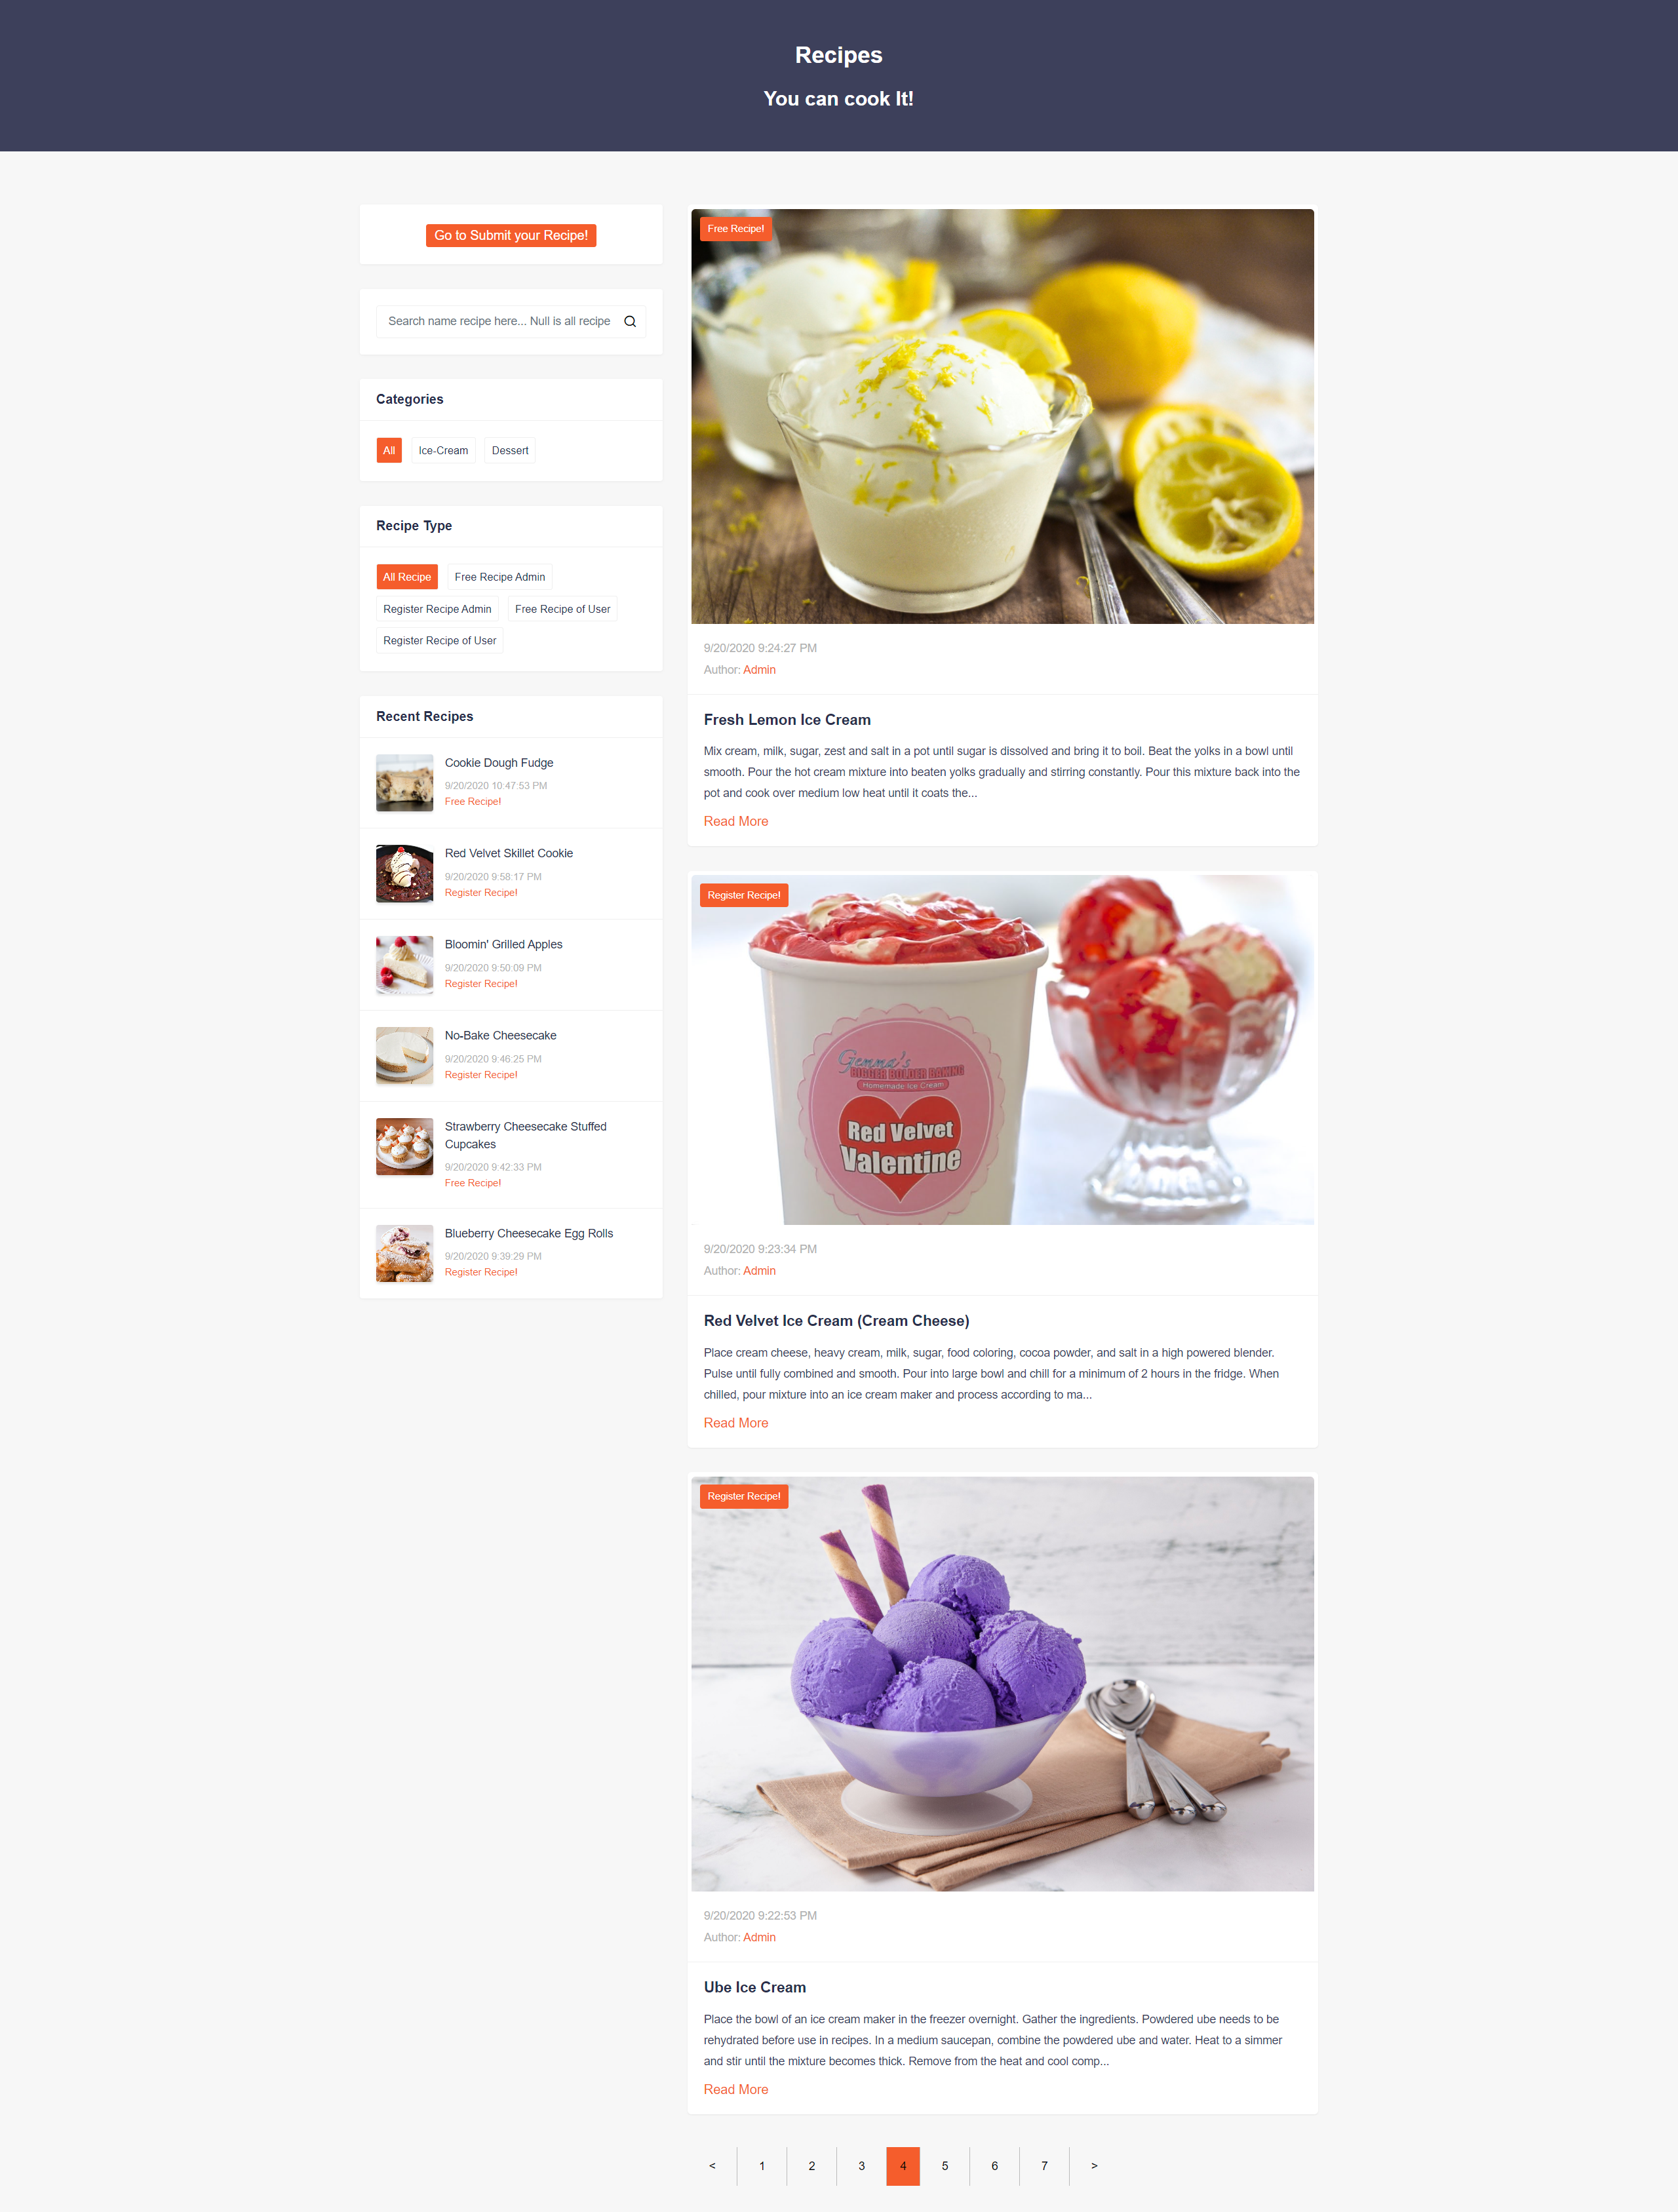 Recipes
You can cook It!
Go to Submit your Recipe!
Search name recipe here... Null is all recipe
Categories
All
Ice-Cream
Dessert
Recipe Type
All Recipe
Free Recipe Admin
Register Recipe Admin
Free Recipe of User
Register Recipe of User
Recent Recipes
Cookie Dough Fudge
9/20/2020 10:47:53 PM
Free Recipe!
Red Velvet Skillet Cookie
9/20/2020 9:58:17 PM
Register Recipe!
Bloomin' Grilled Apples
9/20/2020 9:50:09 PM
Register Recipe!
No-Bake Cheesecake
9/20/2020 9:46:25 PM
Register Recipe!
Strawberry Cheesecake Stuffed
Cupcakes
9/20/2020 9:42:33 PM
Free Recipe!
Blueberry Cheesecake Egg Rolls
9/20/2020 9:39:29 PM
Register Recipe!
Free Recipe!
9/20/2020 9:24:27 PM
Author: Admin
Fresh Lemon Ice Cream
Mix cream, milk, sugar, zest and salt in a pot until sugar is dissolved and bring it to boil. Beat the yolks in a bowl until
smooth. Pour the hot cream mixture into beaten yolks gradually and stirring constantly. Pour this mixture back into the
pot and cook over medium low heat until it coats the...
Read More
Register Recipe!
Gemma's
BIGGER BOLDER BAKING
Homemade Ice Cream
Red Velvet
Valentine
9/20/2020 9:23:34 PM
Author: Admin
Red Velvet Ice Cream (Cream Cheese)
Place cream cheese, heavy cream, milk, sugar, food coloring, cocoa powder, and salt in a high powered blender.
Pulse until fully combined and smooth. Pour into large bowl and chill for a minimum of 2 hours in the fridge. When
chilled, pour mixture into an ice cream maker and process according to ma...
Read More
Register Recipe!
9/20/2020 9:22:53 PM
Author: Admin
Ube Ice Cream
Place the bowl of an ice cream maker in the freezer overnight. Gather the ingredients. Powdered ube needs to be
rehydrated before use in recipes. In a medium saucepan, combine the powdered ube and water. Heat to a simmer
and stir until the mixture becomes thick. Remove from the heat and cool comp...
Read More
< 1 2 3 4 5 6 7 >